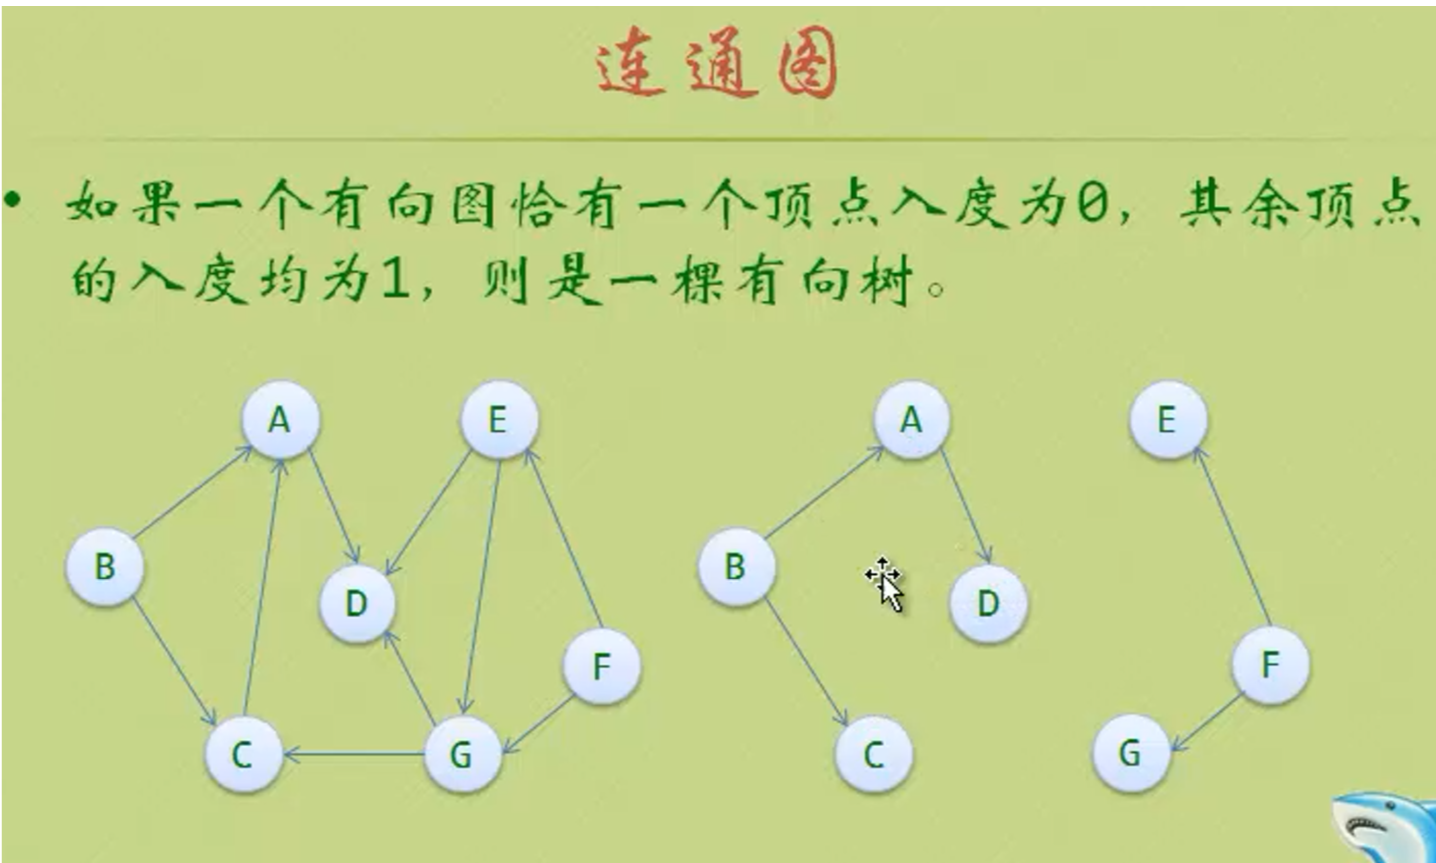 连通图
• 如果一个有向图恰有一个顶点入度为0，其余顶点
的入度均为1，则是一棵有向树。
A E A E
B B
D D
F F
C G C G